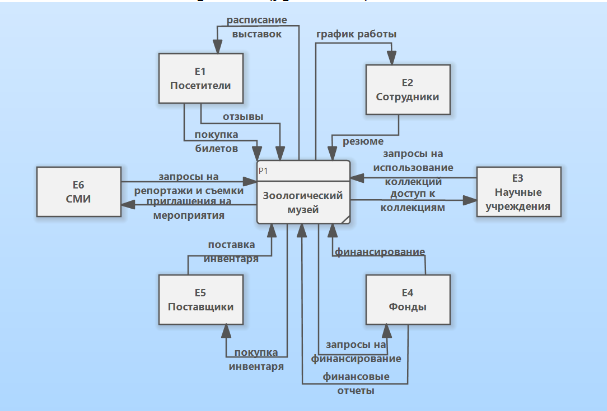 расписание
выставок
график работы
E1
Посетители
E2
Сотрудники
отзывы
покупка
билетов
резюме
запросы на
использование
коллекций
доступ к
коллекциям
P1
Зоологический
музей
E6
СМИ
запросы на
репортажи и съемки
приглашения на
мероприятия
E3
Научные
учреждения
поставка
инвентаря
финансирование
E5
Поставщики
E4
Фонды
покупка
инвентаря
запросы на
финансирование
финансовые
отчеты